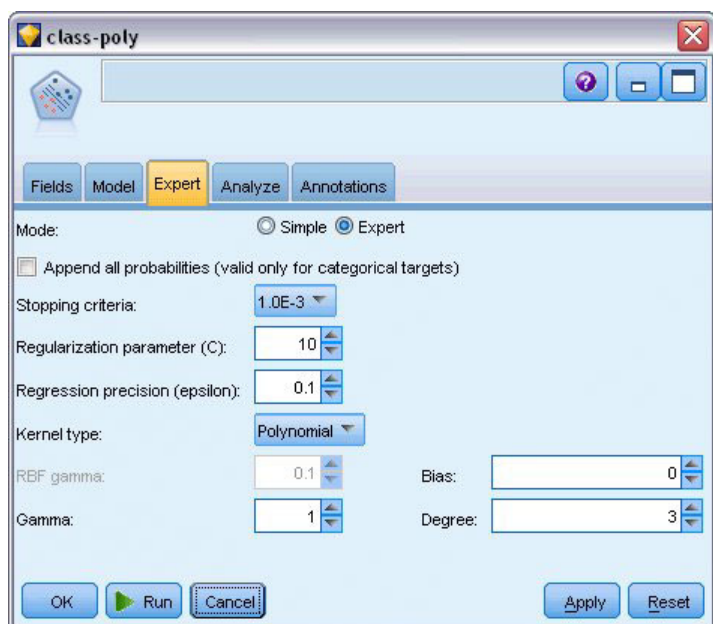 class-poly
Fields Model Expert Analyze Annotations
Mode: Simple Expert
Append all probabilities (valid only for categorical targets)
Stopping criteria: 1.0E-3
Regularization parameter (C): 10
Regression precision (epsilon): 0.1
Kernel type: Polynomial
RBF gamma: 0.1 Bias: 0
Gamma: 1 Degree: 3
OK Run Cancel Apply Reset